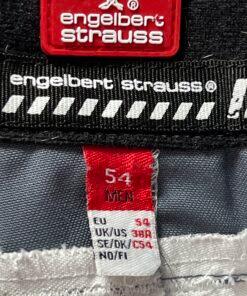 engelbert
strauss
engelbert strauss®
54
MEN
EU 54
UK/US 38R
SE/DK/ C54
NO/FI